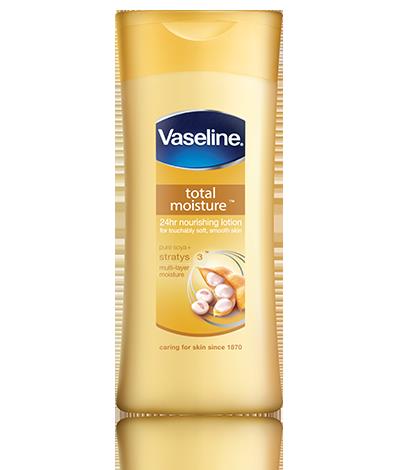 Vaseline®
total
moisture™
24hr nourishing lotion
for touchably soft, smooth skin
pure soya +
stratys 3™
multi-layer
moisture
caring for skin since 1870